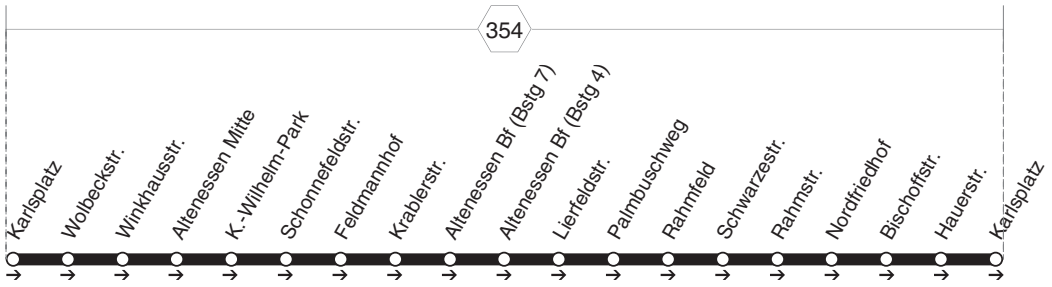 354
Karlsplatz
Wolbeckstr.
Winkhausstr.
Altenessen Mitte
K.-Wilhelm-Park
Schonnefeldstr.
Feldmannhof
Krablerstr.
Altenessen Bf (Bstg 7)
Altenessen Bf (Bstg 4)
Lierfeldstr.
Palmbuschweg
Rahmfeld
Schwarzestr.
Rahmstr.
Nordfriedhof
Bischoffstr.
Hauerstr.
Karlsplatz